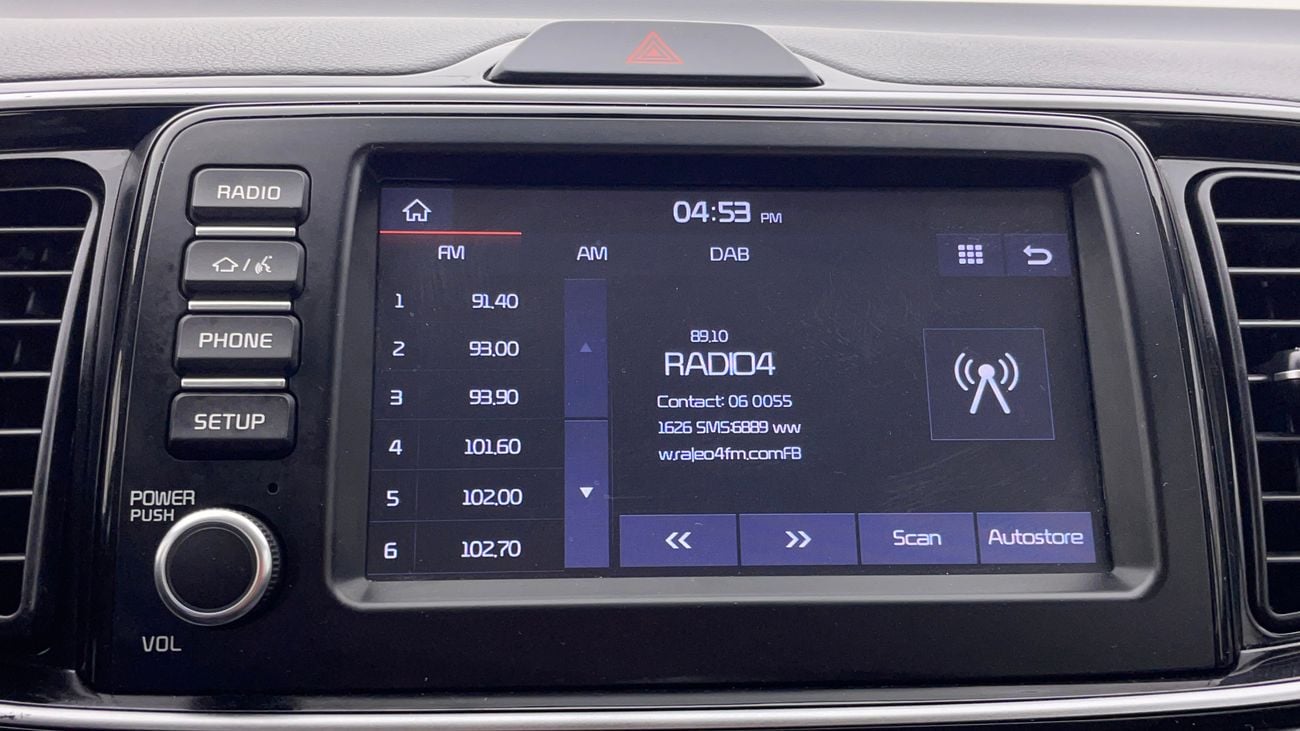 RADIO
PHONE
SETUP
POWER
PUSH
VOL
04:53 PM
FM AM DAB
1 91.40
2 93.00
3 93.90
4 101.60
5 102.00
6 102.70
89.10
RADIO4
Contact: 06 0055
1626 SMS:6889 ww
Scan
Autostore